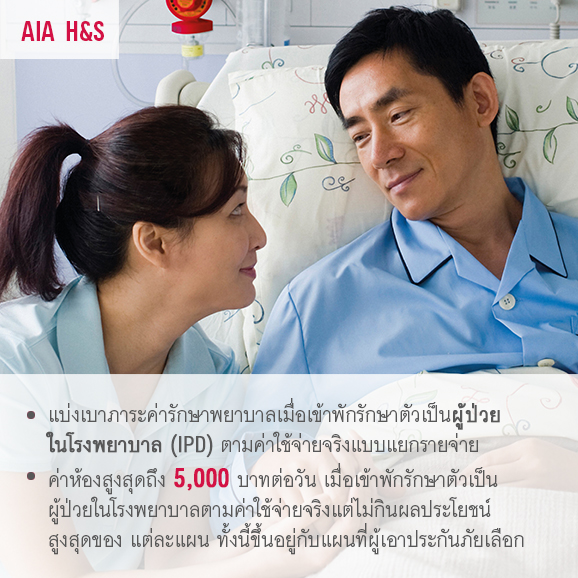 AIA H&S
• แบ่งเบาภาระค่ารักษาพยาบาลเมื่อเข้าพักรักษาตัวเป็นผู้ป่วย
ในโรงพยาบาล (IPD) ตามค่าใช้จ่ายจริงแบบแยกรายจ่าย
• ค่าห้องสูงสุดถึง 5,000 บาทต่อวัน เมื่อเข้าพักรักษาตัวเป็น
ผู้ป่วยในโรงพยาบาลตามค่าใช้จ่ายจริงแต่ไม่กินผลประโยชน์
สูงสุดของ แต่ละแผน ทั้งนี้ขึ้นอยู่กับแผนที่ผู้เอาประกันภัยเลือก